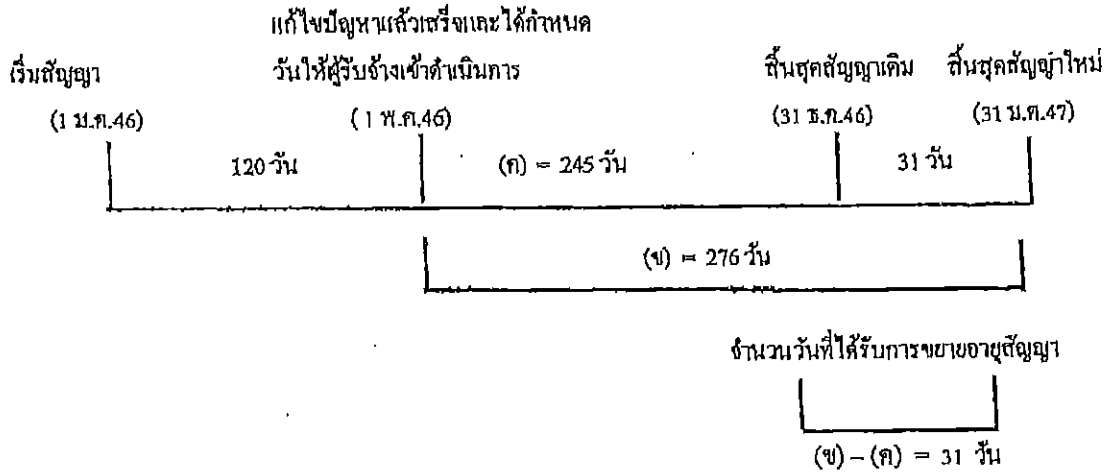 แก้ไขปัญหาแล้วเสร็จและได้กำหนด
เริ่มสัญญา วันให้ผู้รับจ้างเข้าดำเนินการ สิ้นสุดสัญญาเดิม สิ้นสุดสัญญาใหม่
(1 ม.ค.46) (1 พ.ค.46) (31 ธ.ค.46) (31 ม.ค.47)
120 วัน (ค) = 245 วัน 31 วัน
(ข) = 276 วัน
จำนวนวันที่ได้รับการขยายอายุสัญญา
(ข) – (ค) = 31 วัน